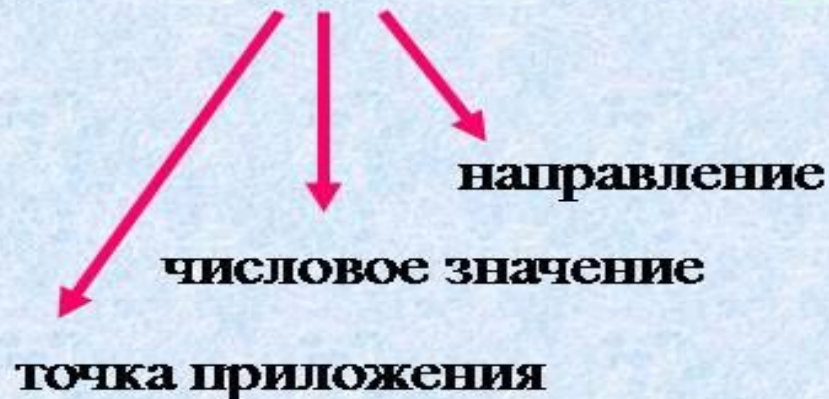 направление
числовое значение
точка приложения